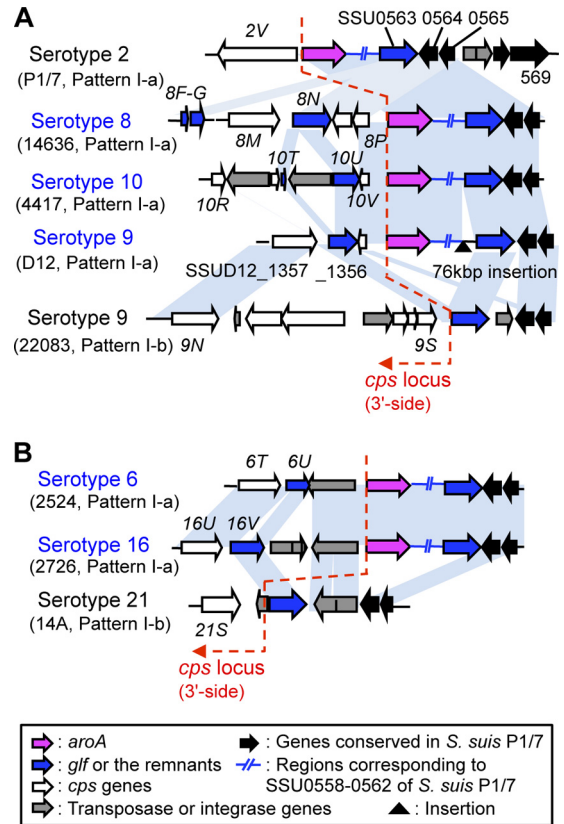 A
SSU0563 0564 0565
2V
Serotype 2
(P1/7, Pattern I-a)
569
8F-G
8N
Serotype 8
(14636, Pattern I-a)
8M
8P
10T
10U
Serotype 10
(4417, Pattern I-a)
10R
10V
Serotype 9
(D12, Pattern I-a)
SSUD12_1357 _1356
76kbp insertion
Serotype 9
(22083, Pattern I-b)
9N
9S
cps locus
(3'-side)
B
6T
6U
Serotype 6
(2524, Pattern I-a)
16U
16V
Serotype 16
(2726, Pattern I-a)
Serotype 21
(14A, Pattern I-b)
21S
cps locus
(3'-side)
: aroA
: Genes conserved in S. suis P1/7
: glf or the remnants
: Regions corresponding to
SSU0558-0562 of S. suis P1/7
: cps genes
: Transposase or integrase genes
: Insertion